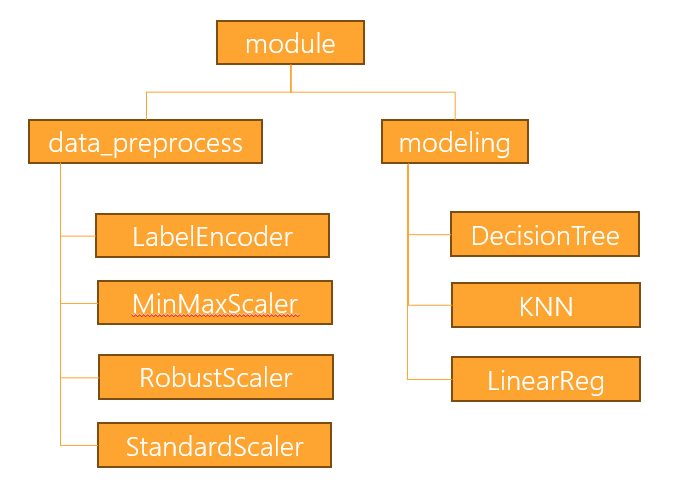 module
data_preprocess
modeling
LabelEncoder
DecisionTree
MinMaxScaler
KNN
RobustScaler
LinearReg
StandardScaler